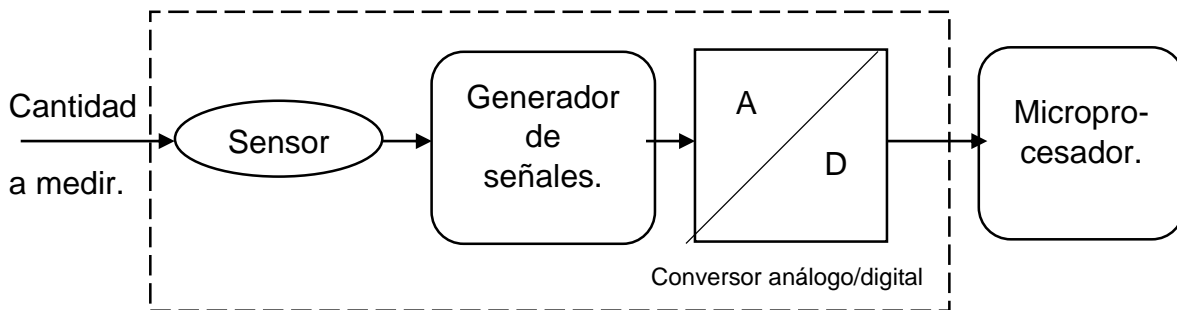 Cantidad
a medir.
Sensor
Generador
de
señales.
A
D
Conversor análogo/digital
Micropro-
cesador.